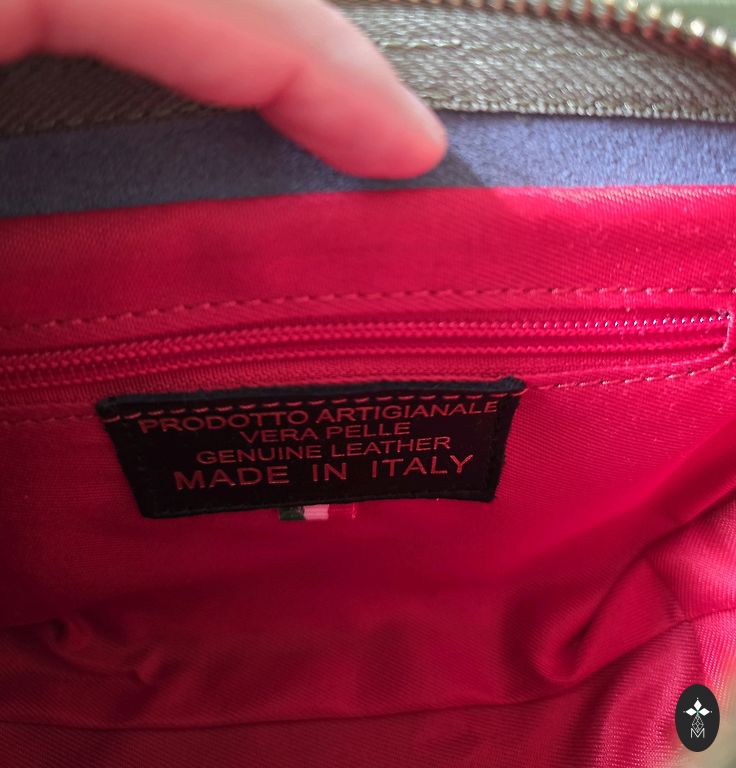 PRODOTTO ARTIGIANALE
VERA PELLE
GENUINE LEATHER
MADE IN ITALY
M